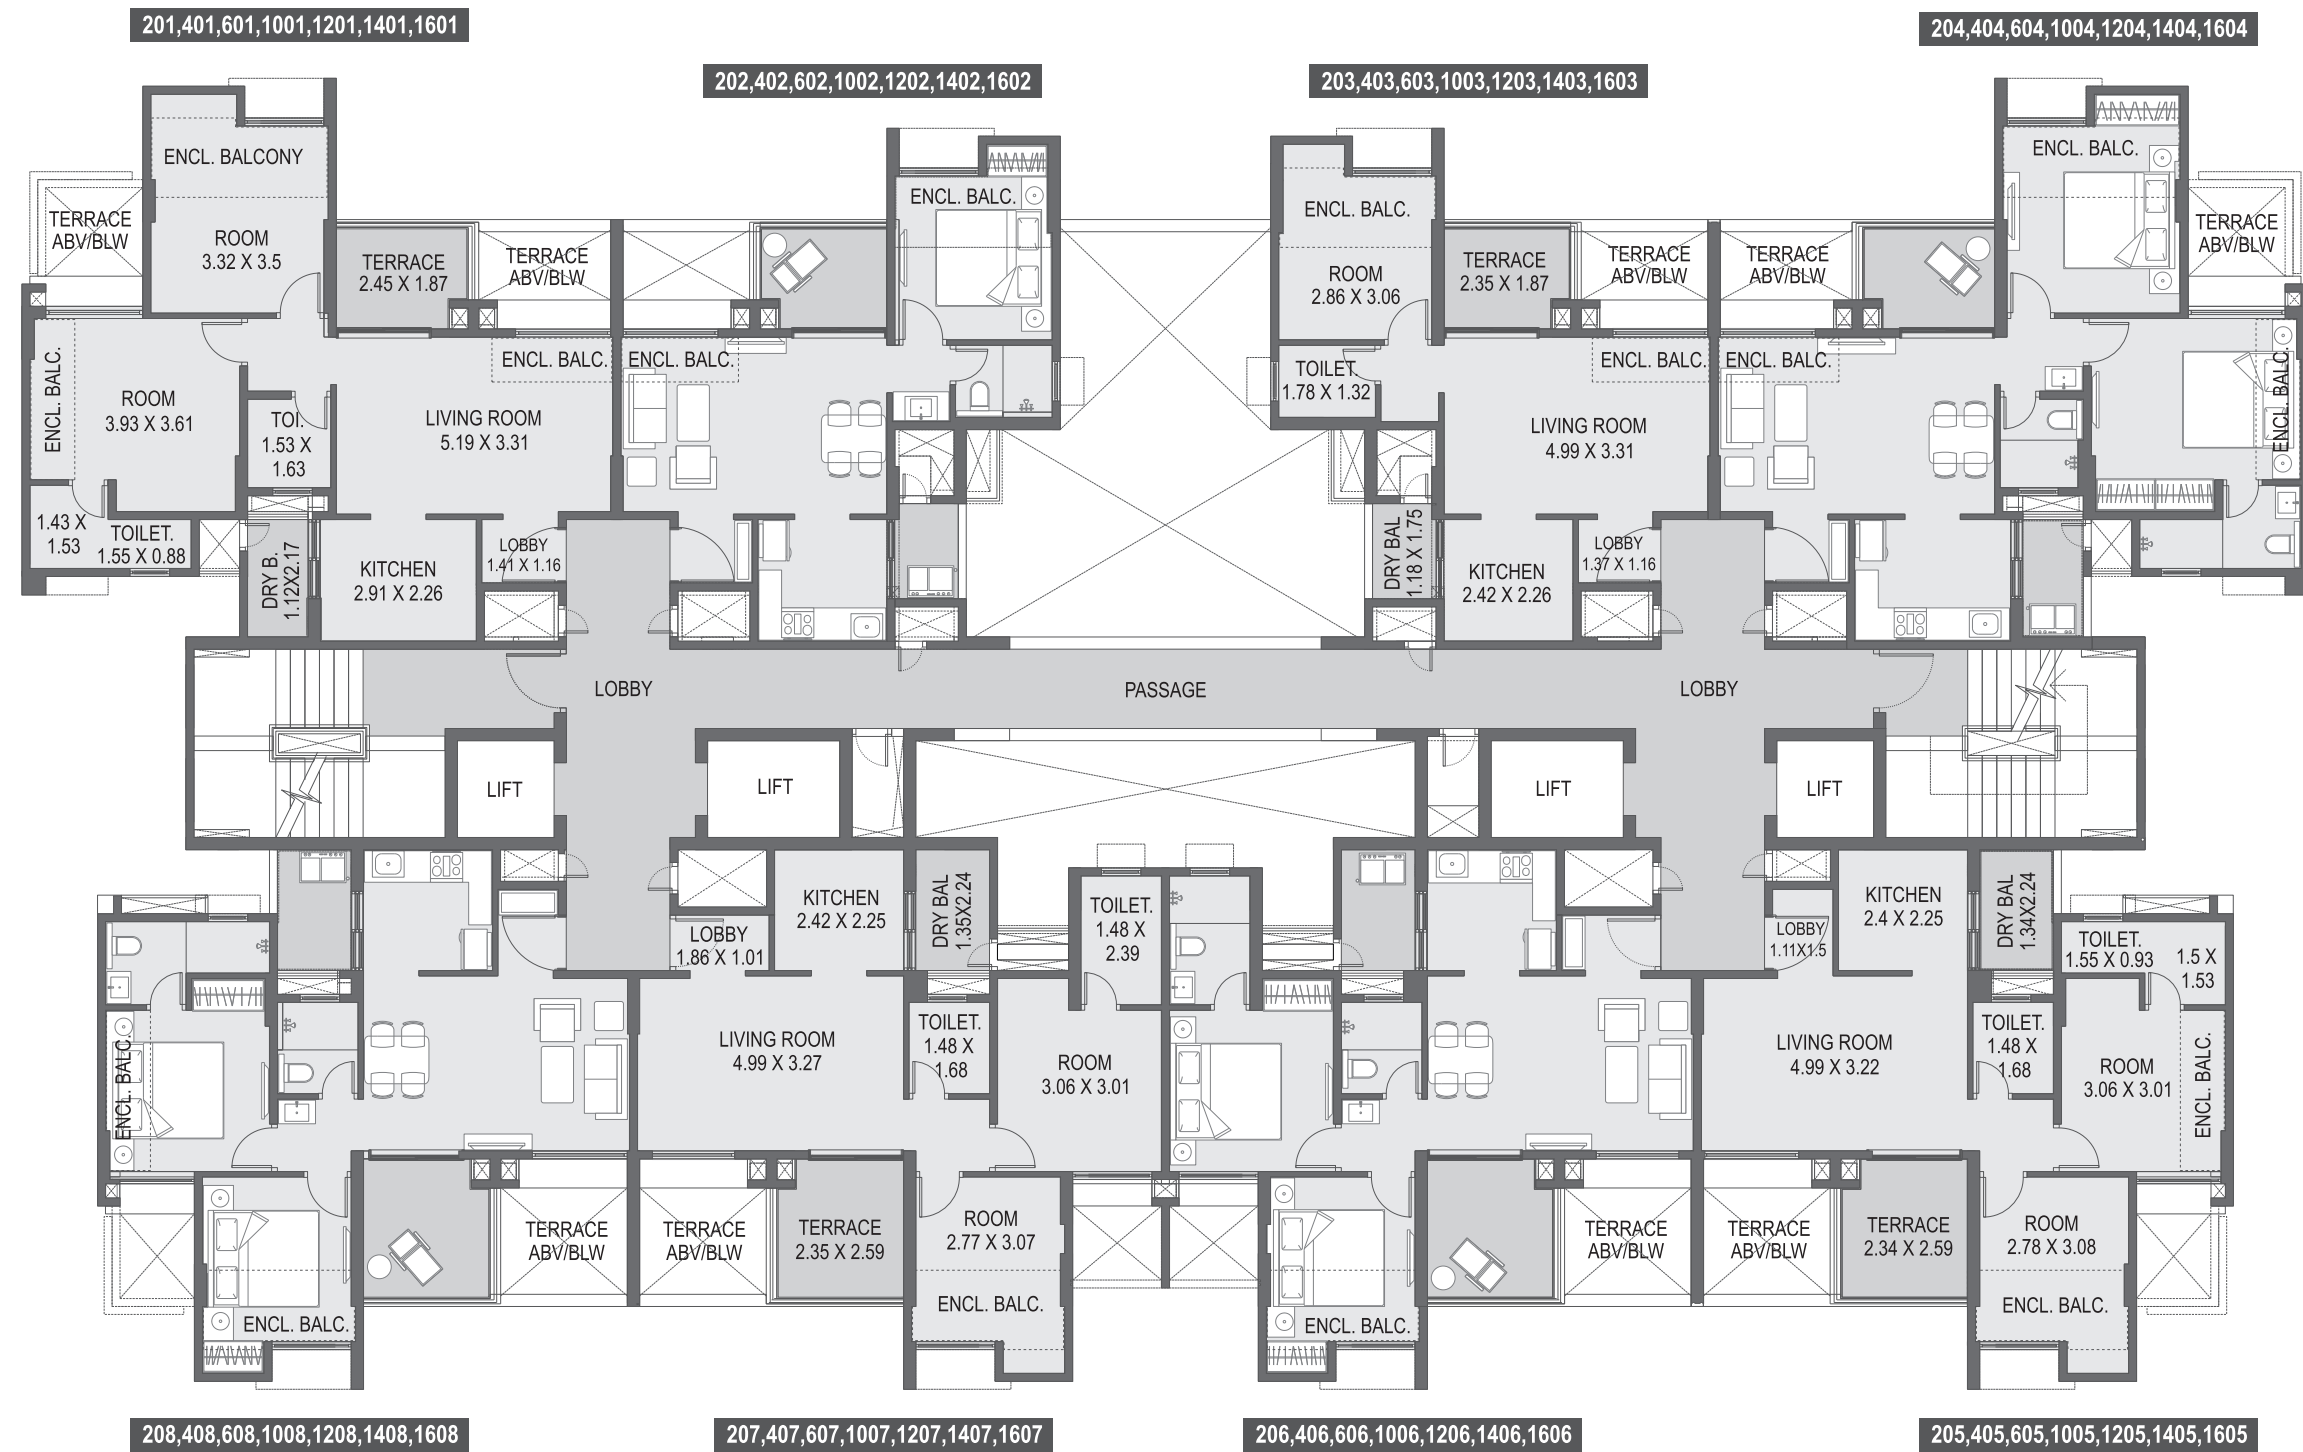 201,401,601,1001,1201,1401,1601
204,404,604,1004,1204,1404,1604
202,402,602,1002,1202,1402,1602
203,403,603,1003,1203,1403,1603
ENCL. BALCONY
TERRACE
ABV/BLW
ROOM
3.32 X 3.5
TERRACE
2.45 X 1.87
TERRACE
ABV/BLW
ENCL. BALC.
ROOM
3.93 X 3.61
TOI.
1.53 X
1.63
ENCL. BALC.
LIVING ROOM
5.19 X 3.31
1.43 X
1.53
TOILET.
1.55 X 0.88
DRY B.
1.12X2.17
KITCHEN
2.91 X 2.26
LOBBY
1.41 X 1.16
ENCL. BALC.
ENCL. BALC.
ENCL. BALC.
ROOM
2.86 X 3.06
TERRACE
2.35 X 1.87
TERRACE
ABV/BLW
TOILET.
1.78 X 1.32
ENCL. BALC.
LIVING ROOM
4.99 X 3.31
DRY BAL
1.18 X 1.75
KITCHEN
2.42 X 2.26
LOBBY
1.37 X 1.16
ENCL. BALC.
TERRACE
ABV/BLW
TERRACE
ABV/BLW
ENCL. BALC.
ENCL. BALC.
LOBBY
PASSAGE
LOBBY
LIFT
LIFT
LIFT
LIFT
ENCL. BALC.
ENCL. BALC.
TERRACE
ABV/BLW
KITCHEN
2.42 X 2.25
LOBBY
1.86 X 1.01
DRY BAL
1.35X2.24
TOILET.
1.48 X
2.39
LIVING ROOM
4.99 X 3.27
TOILET.
1.48 X
1.68
ROOM
3.06 X 3.01
TERRACE
ABV/BLW
TERRACE
2.35 X 2.59
ROOM
2.77 X 3.07
ENCL. BALC.
ENCL. BALC.
TERRACE
ABV/BLW
KITCHEN
2.4 X 2.25
LOBBY
1.11X1.5
DRY BAL
1.34X2.24
TOILET.
1.55 X 0.93
1.5 X
1.53
LIVING ROOM
4.99 X 3.22
TOILET.
1.48 X
1.68
ROOM
3.06 X 3.01
ENCL. BALC.
TERRACE
ABV/BLW
TERRACE
2.34 X 2.59
ROOM
2.78 X 3.08
ENCL. BALC.
208,408,608,1008,1208,1408,1608
207,407,607,1007,1207,1407,1607
206,406,606,1006,1206,1406,1606
205,405,605,1005,1205,1405,1605